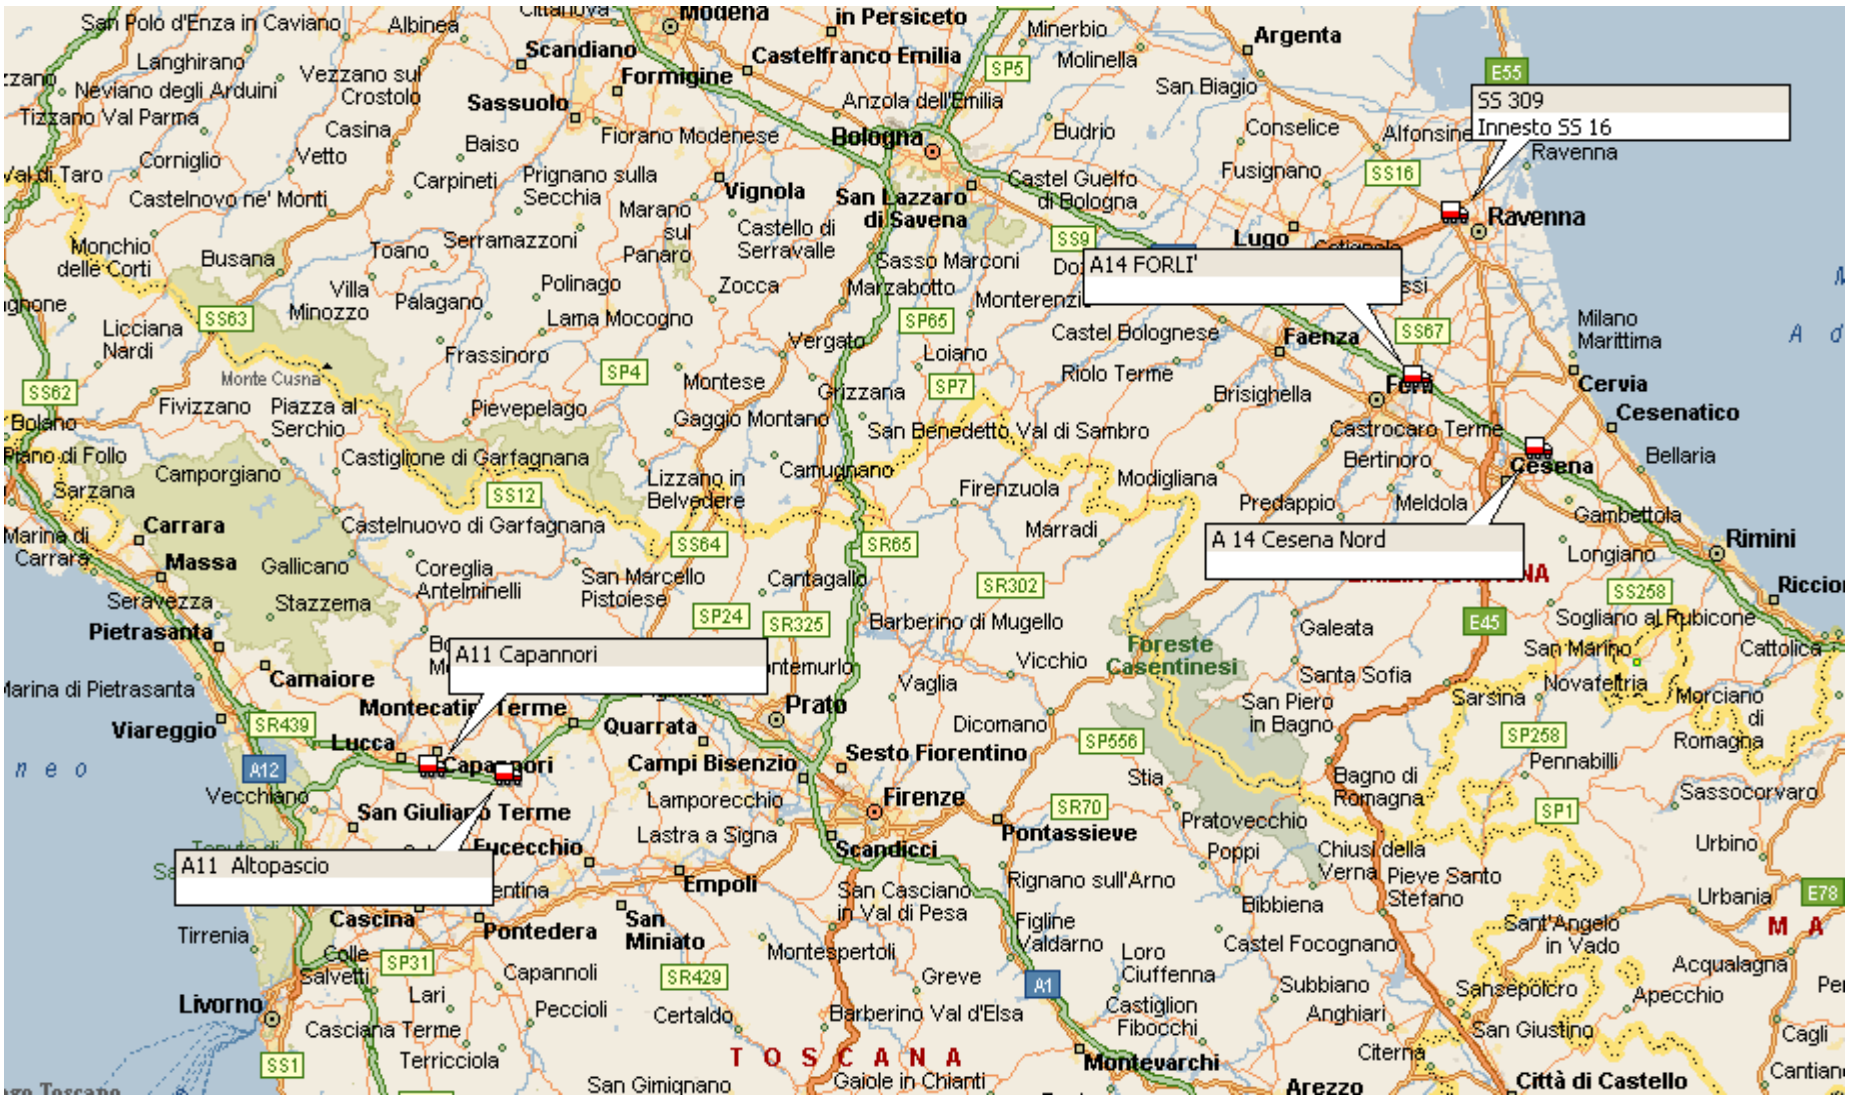 San Polo d'Enza in Caviano
Albinea
Modena
in Persiceto
Minerbio
Argenta
Langhirano
Scandiano
Castelfranco Emilia
SP5
Molinella
E55
Neviano degli Arduini
Vezzano sul
Crostolo
Formigine
San Biagio
SS 309
Innesto SS 16
Tizzano Val Parma
Casina
Sassuolo
Anzola dell'Emilia
Fiorano Modenese
Bologna
Budrio
Conselice
Alfonsine
Ravenna
Corniglio
Vetto
Baiso
Val di Taro
Castelnovo ne' Monti
Carpineti
Prignano sulla
Secchia
Vignola
San Lazzaro
di Savena
Castel Guelfo
di Bologna
Fusignano
SS16
Marano
sul
Panaro
Castello di
Serravalle
Ravenna
Monchio
delle Corti
Busana
Toano
Serramazzoni
Sasso Marconi
SS9
Lugo
A14 FORLI'
Villa
Minozzo
Palagano
Polinago
Zocca
Marzabotto
Monterenzi
SS63
Licciana
Nardi
Lama Mocogno
SP65
Castel Bolognese
Faenza
SS67
Milano
Marittima
Frassinoro
Vergato
Loiano
Monte Cusna
SP4
Montese
Grizzana
SP7
Riolo Terme
Brisighella
Cervia
SS62
Fivizzano
Piazza al
Serchio
Pievepelago
Gaggio Montano
San Benedetto Val di Sambro
Castrocaro Terme
Cesenatico
Bolano
Piano di Follo
Camporgiano
Castiglione di Garfagnana
Lizzano in
Belvedere
Camugnano
Modigliana
Bertinoro
Cesena
Bellaria
Sarzana
SS12
Firenzuola
Predappio
Meldola
Gambettola
Carrara
Castelnuovo di Garfagnana
SS64
SR65
Marradi
A 14 Cesena Nord
Longiano
Rimini
Marina di
Carrara
Massa
Gallicano
Coreglia
Antelminelli
San Marcello
Pistoiese
Cantagallo
SR302
SS258
Seravezza
Stazzema
SP24
SR325
Barberino di Mugello
E45
Sogliano al Rubicone
Pietrasanta
Foreste
Casentinesi
Galeata
San Marino
Cattolica
A11 Capannori
Vicchio
Camaiore
Marina di Pietrasanta
Vaglia
Santa Sofia
Novafeltria
Morciano
di
Romagna
Montecatini Terme
Quarrata
Prato
Dicomano
San Piero
in Bagno
Sarsina
Viareggio
SR439
Lucca
Campi Bisenzio
Sesto Fiorentino
SP556
SP258
neo
A12
Capannori
Stia
Bagno di
Romagna
Pennabilli
Vecchiano
Lamporecchio
Firenze
SR70
Sassocorvaro
San Giuliano Terme
Lastra a Signa
Pontassieve
Pratovecchio
SP1
Fucecchio
Scandicci
Poppi
Chiusi della
Verna
Urbino
A11 Altopascio
Empoli
San Casciano
in Val di Pesa
Rignano sull'Arno
Bibbiena
Pieve Santo
Stefano
Urbania
E78
Cascina
Pontedera
San
Miniato
Figline
Valdarno
Castel Focognano
Sant'Angelo
in Vado
M A
Tirrenia
Colle
Salvetti
SP31
Capannoli
SR429
Montespertoli
Greve
Loro
Ciuffenna
A1
Subbiano
Acqualagna
Livorno
Lari
Peccioli
Certaldo
Barberino Val d'Elsa
Castiglion
Fibocchi
Anghiari
Sansepolcro
Apecchio
Casciana Terme
San Giustino
Cagli
SS1
Terricciola
TOSCANA
Montevarchi
Citerna
San Gimignano
Gaiole in Chianti
Arezzo
Città di Castello